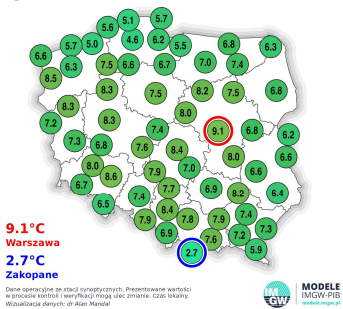 5.6 5.1 5.7
6.6 5.7 5.0 4.6 6.2 5.5 6.8 6.3
8.5 6.3 7.5 6.6 6.7 7.0 7.4
8.3 8.3 7.5 8.2 7.5 6.8
7.2 8.3 7.4 8.0 9.1 6.8 6.2
7.3 6.8 7.6 8.4 8.0 6.6
8.0 8.6 7.9 7.0 6.6
6.7 7.7 6.9 8.2 6.4
6.5 7.4 8.4 7.4
7.9 7.8 7.9 7.3
6.9 7.6 7.2 5.9
2.7
9.1°C
Warszawa
2.7°C
Zakopane
Dane operacyjne ze stacji synoptycznych. Prezentowane wartości
w procesie kontroli i weryfikacji mogą ulec zmianie. Czas lokalny.
Wizualizacja danych: dr Alan Mandal
IM
GW
MODELE
IMGW-PIB
modele.imgw.pl